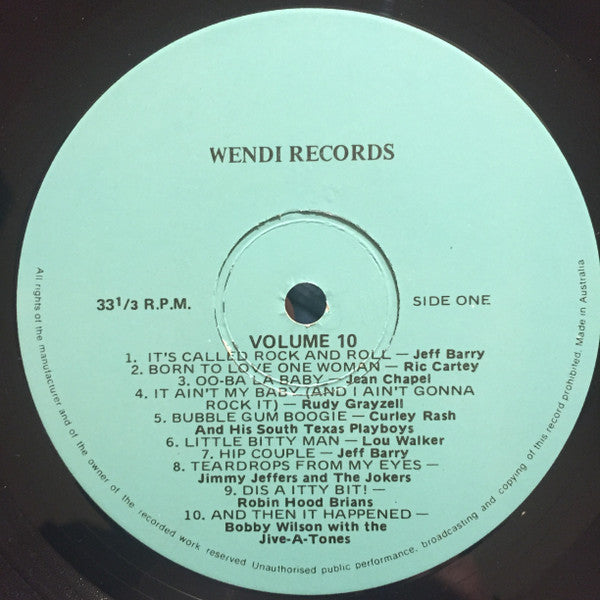 WENDI RECORDS
33 1/3 R.P.M.
SIDE ONE
VOLUME 10
1. IT'S CALLED ROCK AND ROLL — Jeff Barry
2. BORN TO LOVE ONE WOMAN — Ric Cartey
3. OO-BA LA BABY — Jean Chapel
4. IT AIN'T MY BABY (AND I AIN'T GONNA
ROCK IT) — Rudy Grayzell
5. BUBBLE GUM BOOGIE — Curley Rash
And His South Texas Playboys
6. LITTLE BITTY MAN — Lou Walker
7. HIP COUPLE — Jeff Barry
8. TEARDROPS FROM MY EYES —
Jimmy Jeffers and The Jokers
9. DIS A ITTY BIT! —
Robin Hood Brians
10. AND THEN IT HAPPENED —
Bobby Wilson with the
Jive-A-Tones
All rights of the manufacturer and of the owner of the recorded work reserved Unauthorised public performance, broadcasting and copying of this record prohibited. Made in Australia